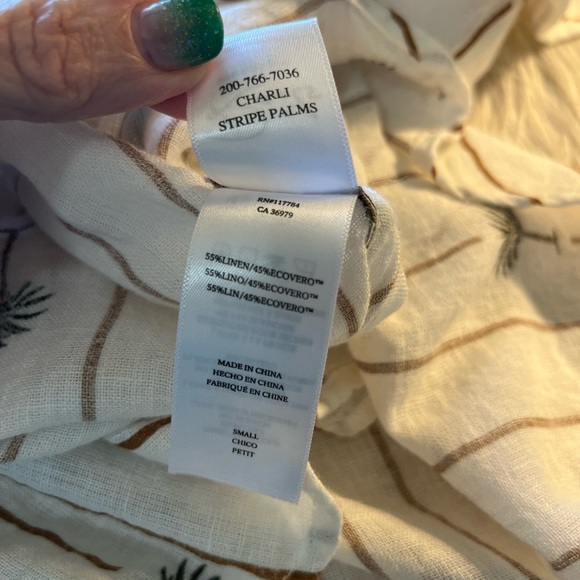 200-766-7036
CHARLI
STRIPE PALMS
RN#117784
CA 36979
55%LINEN/45%ECOVERO™
55%LINO/45%ECOVERO™
55%LIN/45%ECOVERO™
MADE IN CHINA
HECHO EN CHINA
FABRIQUÉ EN CHINE
SMALL
CHICO
PETIT